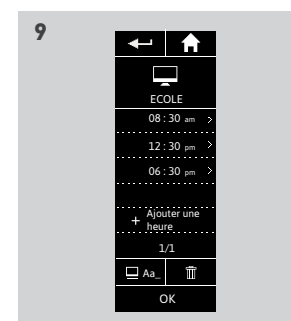 9
ECOLE
08 : 30 am >
12 : 30 pm >
06 : 30 pm >
+ Ajouter une
heure
1/1
Aa_
OK